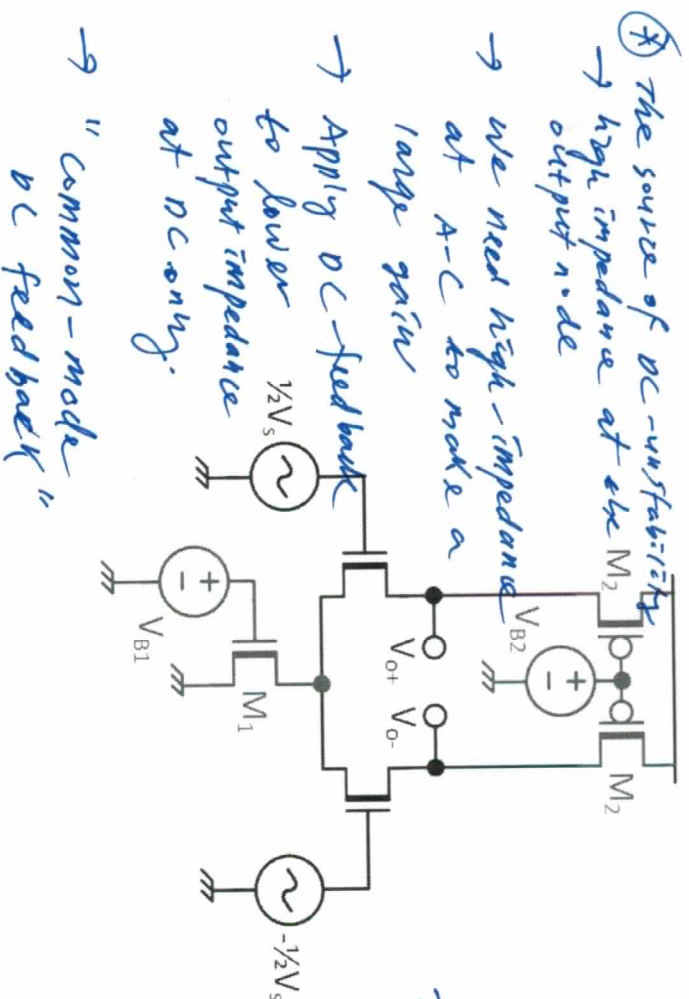 * The source of DC-unstability
→ high impedance at the
output node
→ We need high-impedance
at A-C to make a
large gain
→ Apply DC-feedback
to lower
output impedance
at DC only.
→ "common-mode
DC feedback"
M2
M2
VB2
Vo+
Vo-
½Vs
-½Vs
M1
VB1